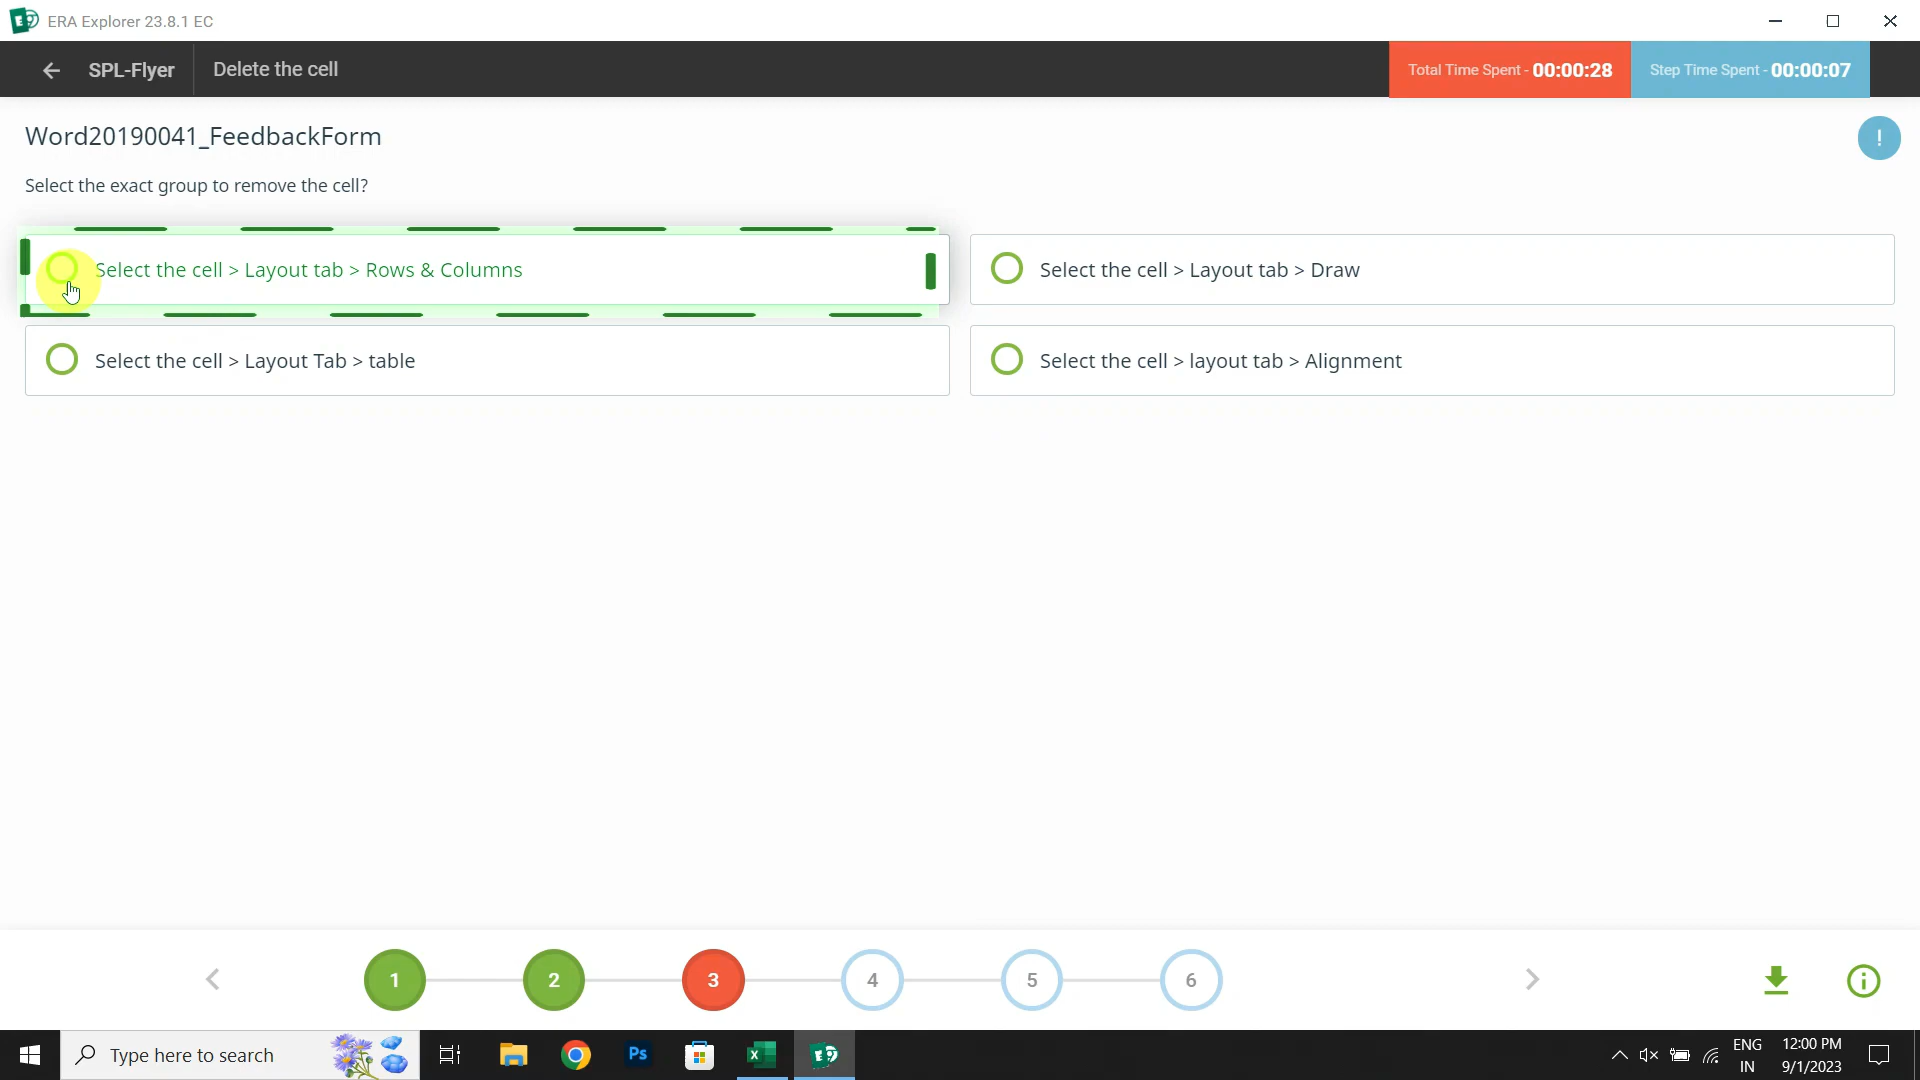 ERA Explorer 23.8.1 EC
SPL-Flyer
Delete the cell
Total Time Spent - 00:00:28
Step Time Spent - 00:00:07
Word20190041_FeedbackForm
!
Select the exact group to remove the cell?
Select the cell > Layout tab > Rows & Columns
Select the cell > Layout tab > Draw
Select the cell > Layout Tab > table
Select the cell > layout tab > Alignment
1
2
3
4
5
6
Type here to search
Ps
ENG
IN
12:00 PM
9/1/2023